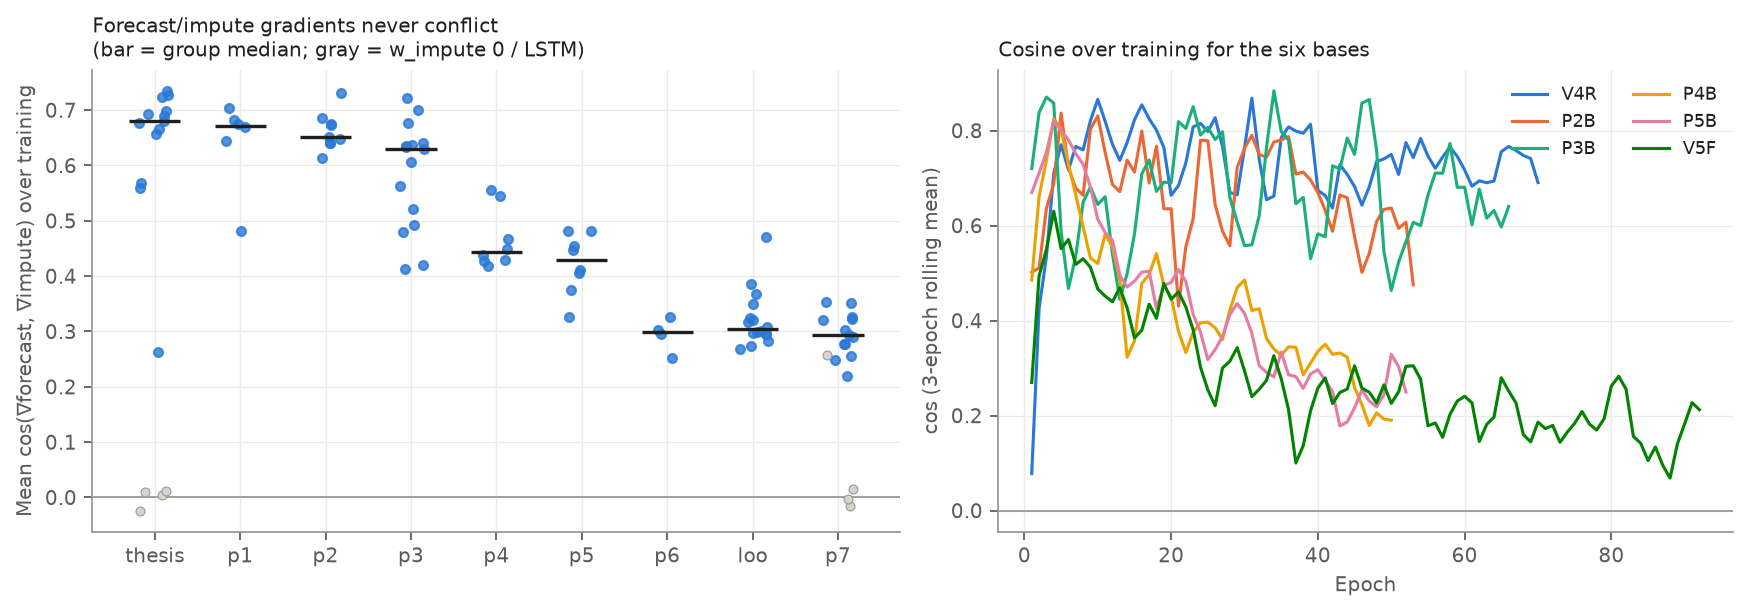 Forecast/impute gradients never conflict
(bar = group median; gray = w_impute 0 / LSTM)
Mean cos(∇forecast, ∇impute) over training
0.7
0.6
0.5
0.4
0.3
0.2
0.1
0.0
thesis p1 p2 p3 p4 p5 p6 loo p7
Cosine over training for the six bases
cos (3-epoch rolling mean)
0.8
0.6
0.4
0.2
0.0
V4R P4B
P2B P5B
P3B V5F
0 20 40 60 80
Epoch